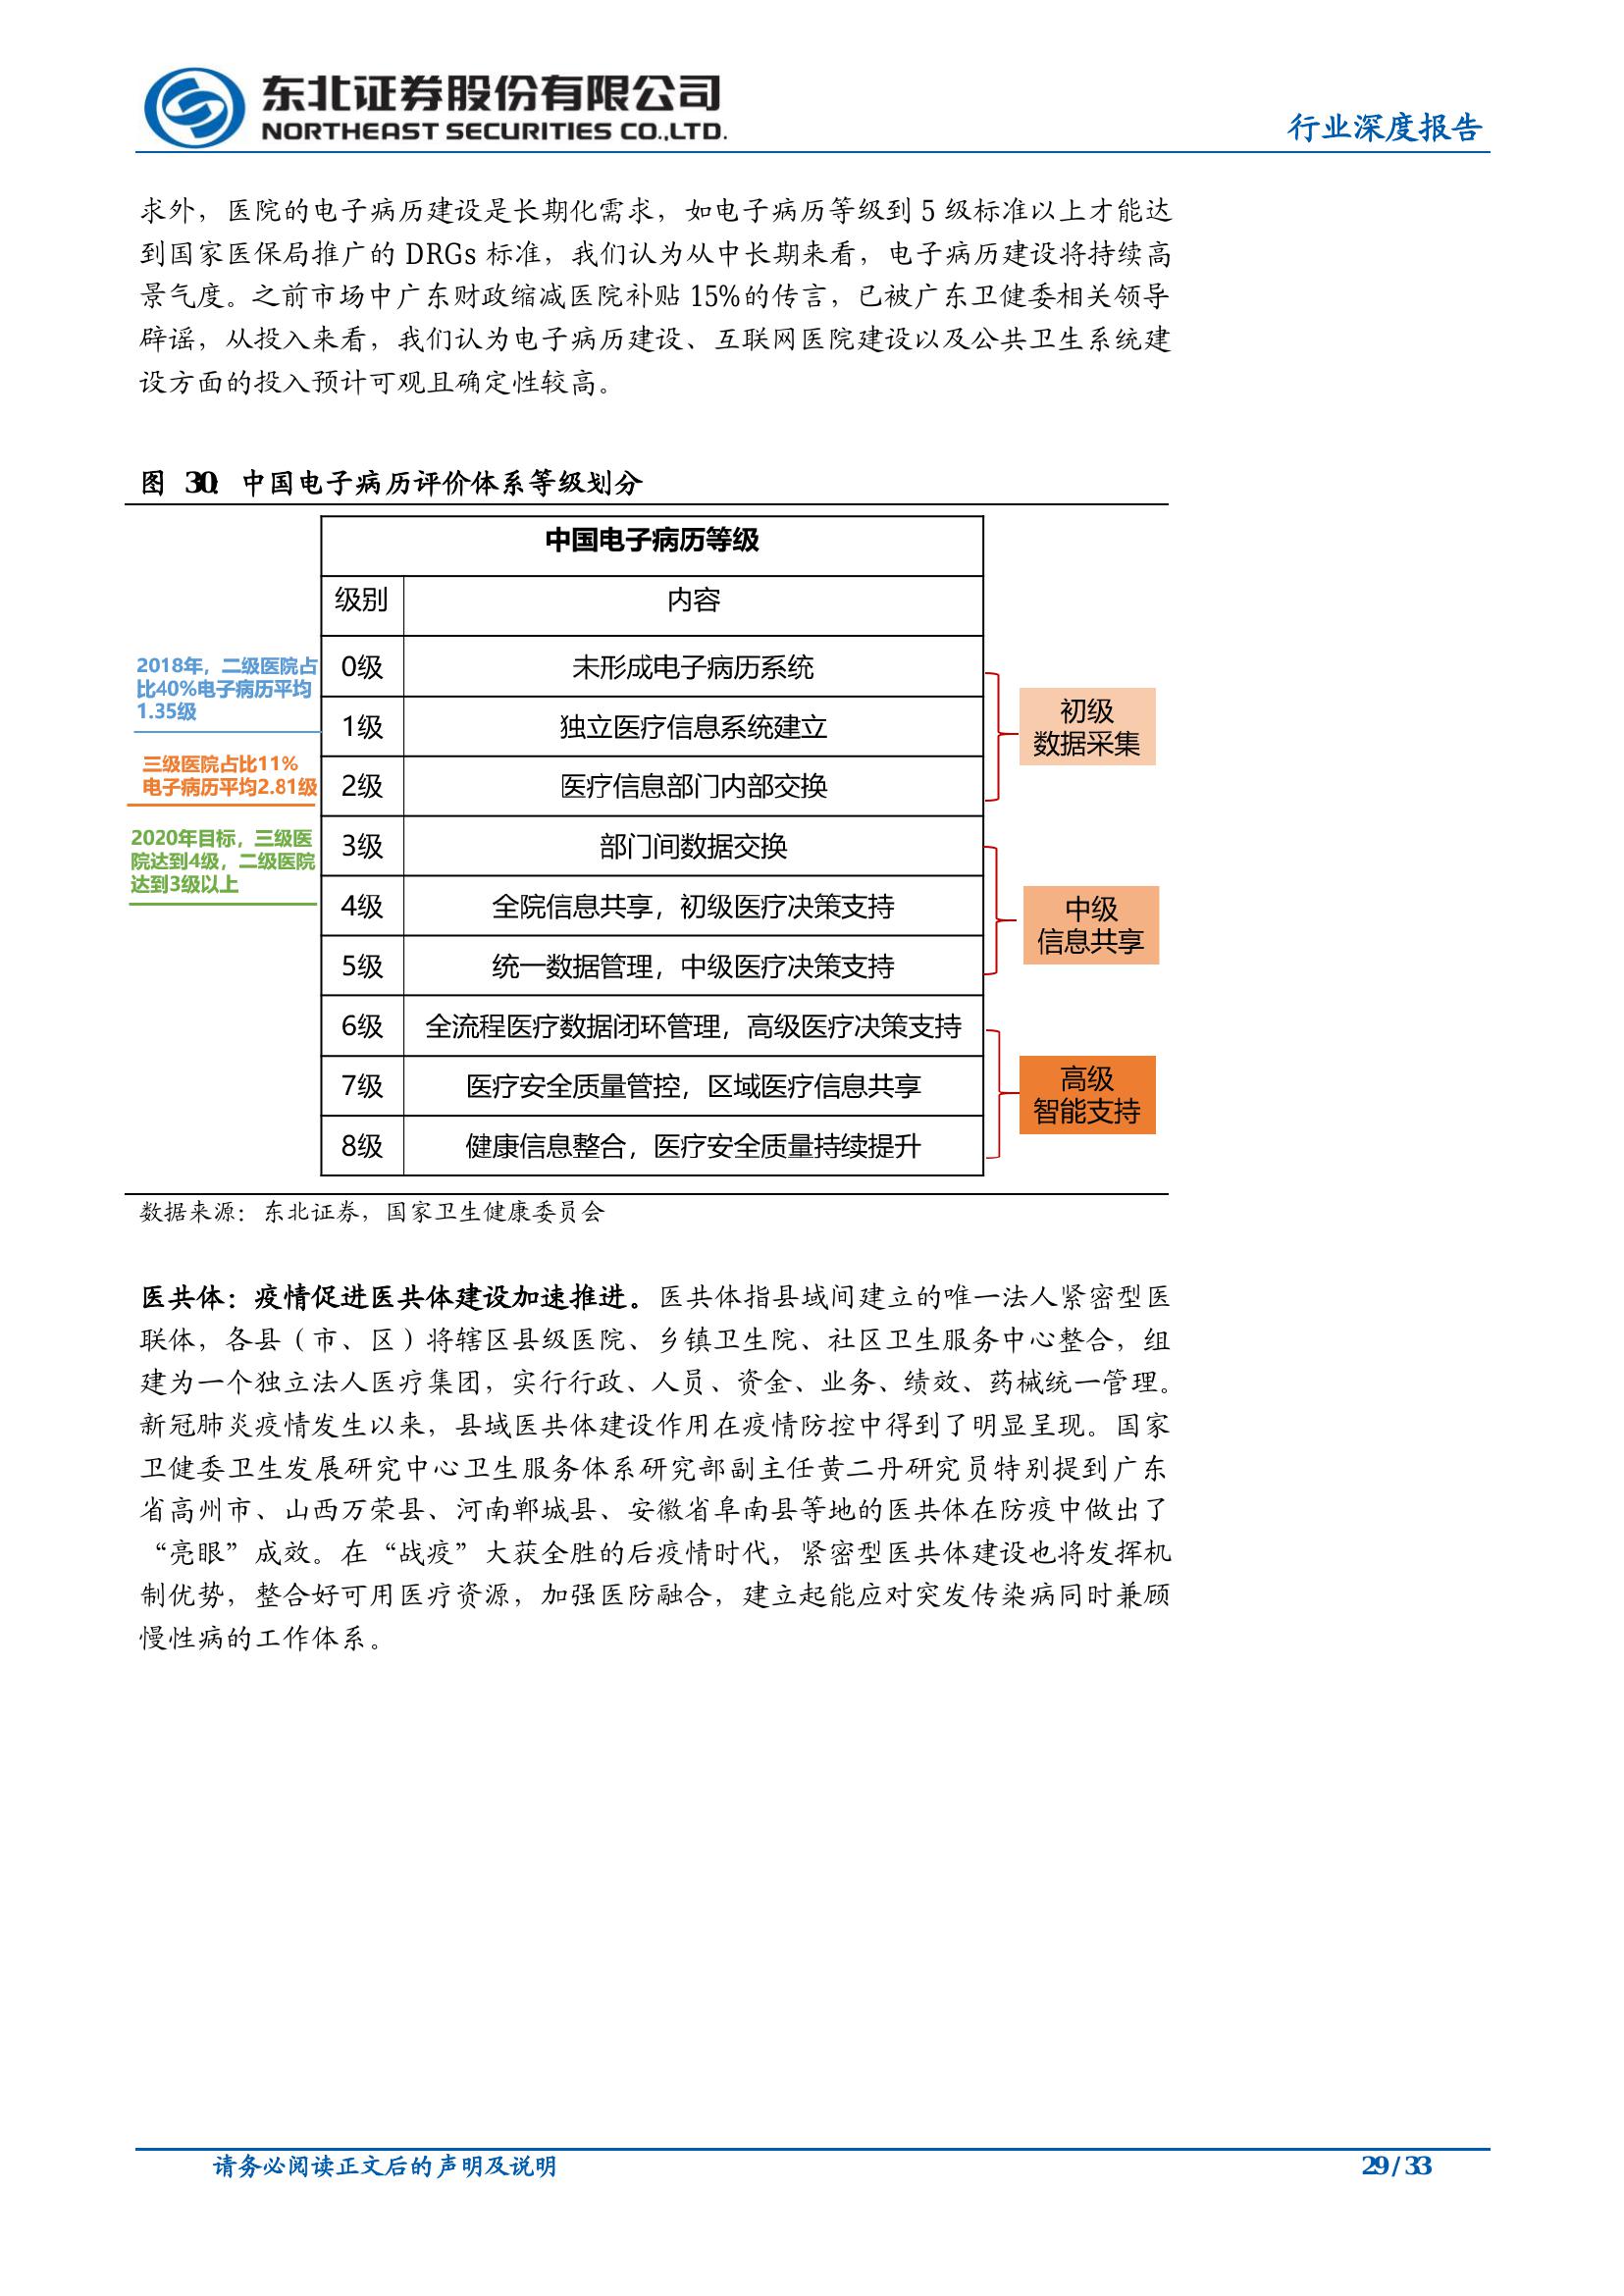 东北证券股份有限公司
NORTHEAST SECURITIES CO.,LTD.
行业深度报告
求外，医院的电子病历建设是长期化需求，如电子病历等级到 5 级标准以上才能达
到国家医保局推广的 DRGs 标准，我们认为从中长期来看，电子病历建设将持续高
景气度。之前市场中广东财政缩减医院补贴 15%的传言，已被广东卫健委相关领导
辟谣，从投入来看，我们认为电子病历建设、互联网医院建设以及公共卫生系统建
设方面的投入预计可观且确定性较高。
图 30：中国电子病历评价体系等级划分
中国电子病历等级
级别 内容
0级 未形成电子病历系统
1级 独立医疗信息系统建立
2级 医疗信息部门内部交换
3级 部门间数据交换
4级 全院信息共享，初级医疗决策支持
5级 统一数据管理，中级医疗决策支持
6级 全流程医疗数据闭环管理，高级医疗决策支持
7级 医疗安全质量管控，区域医疗信息共享
8级 健康信息整合，医疗安全质量持续提升
2018年，二级医院占
比40%电子病历平均
1.35级
三级医院占比11%
电子病历平均2.81级
2020年目标，三级医
院达到4级，二级医院
达到3级以上
初级
数据采集
中级
信息共享
高级
智能支持
数据来源：东北证券，国家卫生健康委员会
医共体：疫情促进医共体建设加速推进。医共体指县域间建立的唯一法人紧密型医
联体，各县（市、区）将辖区县级医院、乡镇卫生院、社区卫生服务中心整合，组
建为一个独立法人医疗集团，实行行政、人员、资金、业务、绩效、药械统一管理。
新冠肺炎疫情发生以来，县域医共体建设作用在疫情防控中得到了明显呈现。国家
卫健委卫生发展研究中心卫生服务体系研究部副主任黄二丹研究员特别提到广东
省高州市、山西万荣县、河南郸城县、安徽省阜南县等地的医共体在防疫中做出了
“亮眼”成效。在“战疫”大获全胜的后疫情时代，紧密型医共体建设也将发挥机
制优势，整合好可用医疗资源，加强医防融合，建立起能应对突发传染病同时兼顾
慢性病的工作体系。
请务必阅读正文后的声明及说明
29 / 33